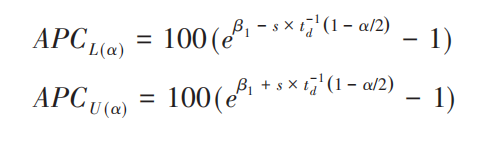 APC_{L(α)} = 100(e^{β_1 − s × t_d^{-1}(1 − α/2)} − 1)
APC_{U(α)} = 100(e^{β_1 + s × t_d^{-1}(1 − α/2)} − 1)